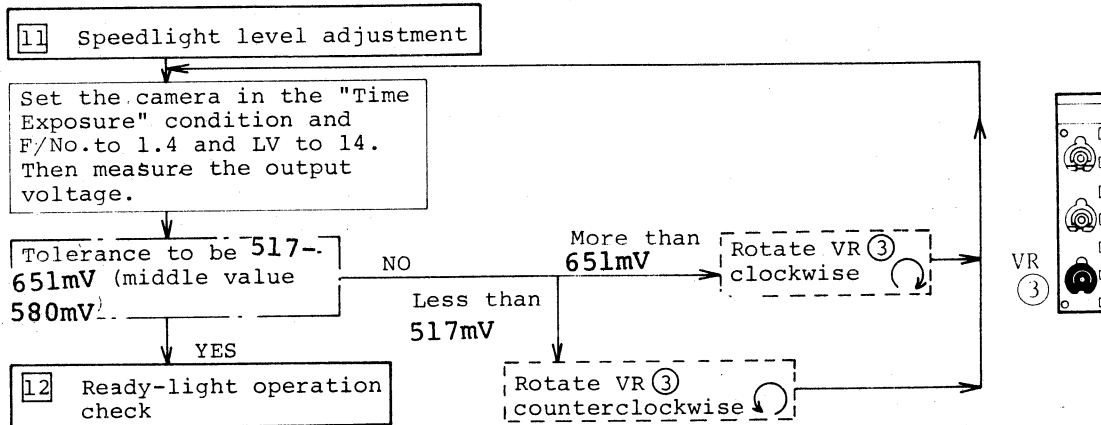 11 Speedlight level adjustment
Set the camera in the "Time
Exposure" condition and
F/No.to 1.4 and LV to 14.
Then measure the output
voltage.
Tolerance to be 517-
651mV (middle value
580mV)
NO
YES
More than
651mV
Less than
517mV
Rotate VR ③
clockwise
Rotate VR ③
counterclockwise
VR
③
12 Ready-light operation
check